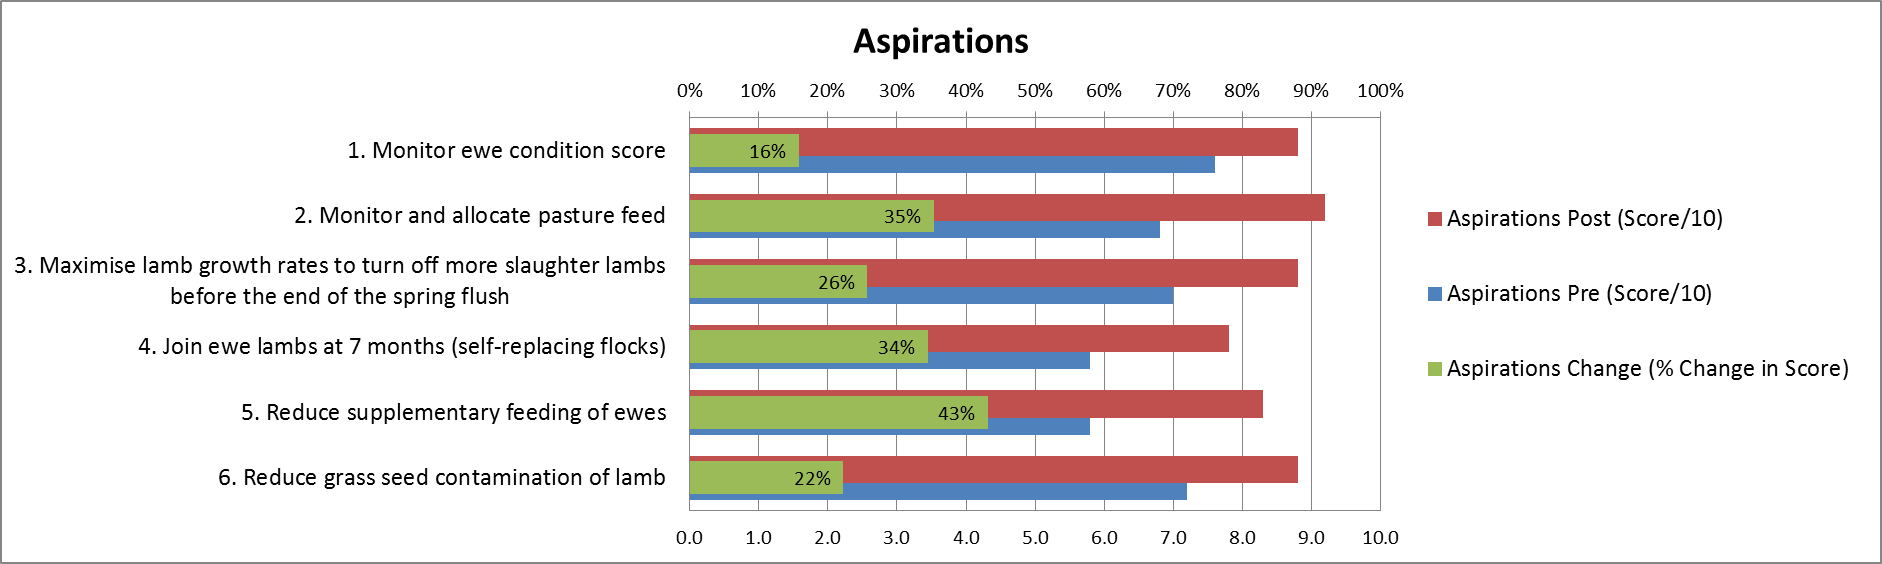 Aspirations
0% 10% 20% 30% 40% 50% 60% 70% 80% 90% 100%
1. Monitor ewe condition score
16%
2. Monitor and allocate pasture feed
35%
3. Maximise lamb growth rates to turn off more slaughter lambs
before the end of the spring flush
26%
4. Join ewe lambs at 7 months (self-replacing flocks)
34%
5. Reduce supplementary feeding of ewes
43%
6. Reduce grass seed contamination of lamb
22%
0.0 1.0 2.0 3.0 4.0 5.0 6.0 7.0 8.0 9.0 10.0
Aspirations Post (Score/10)
Aspirations Pre (Score/10)
Aspirations Change (% Change in Score)